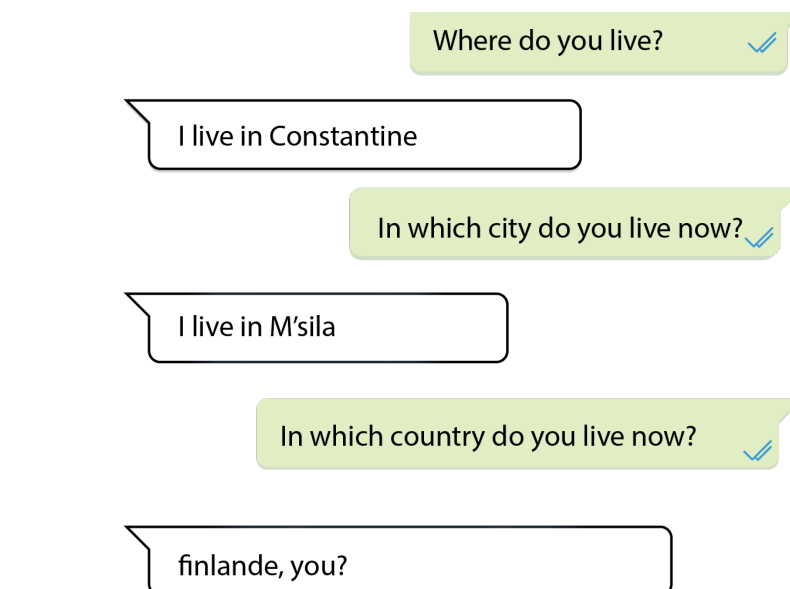 Where do you live?
I live in Constantine
In which city do you live now?
I live in M’sila
In which country do you live now?
finlande, you?